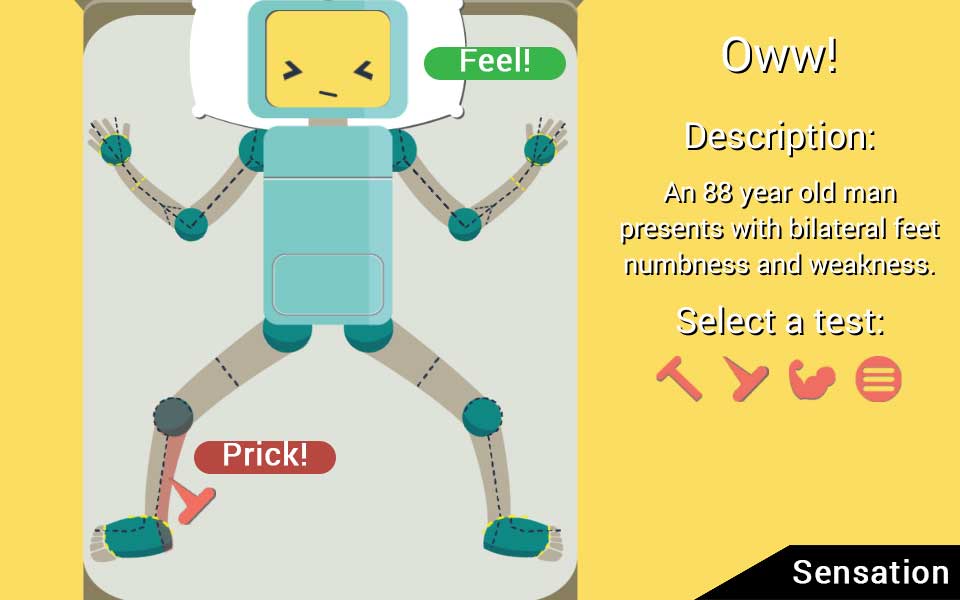 Oww!
Feel!
Description:
An 88 year old man
presents with bilateral feet
numbness and weakness.
Select a test:
Prick!
Sensation